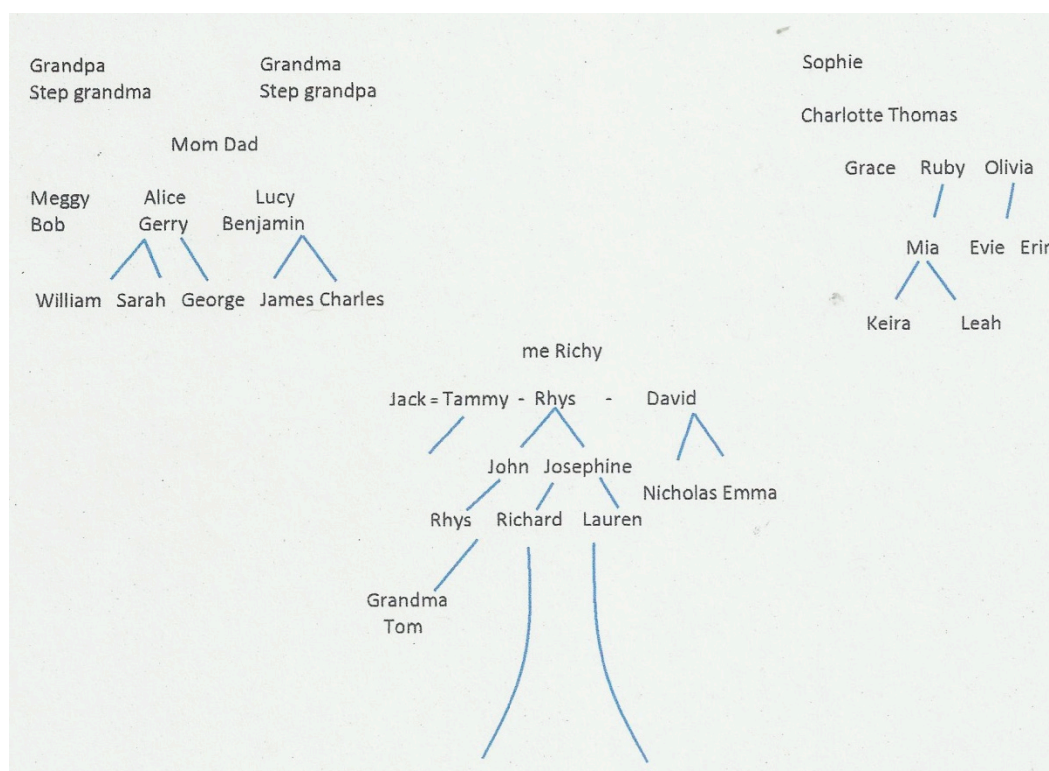 Grandpa
Step grandma
Grandma
Step grandpa
Mom Dad
Meggy
Bob
Alice
Gerry
Lucy
Benjamin
William Sarah George James Charles
Sophie
Charlotte Thomas
Grace Ruby Olivia
Mia Evie
Keira Leah
me Richy
Jack = Tammy - Rhys - David
John Josephine
Nicholas Emma
Rhys Richard Lauren
Grandma
Tom